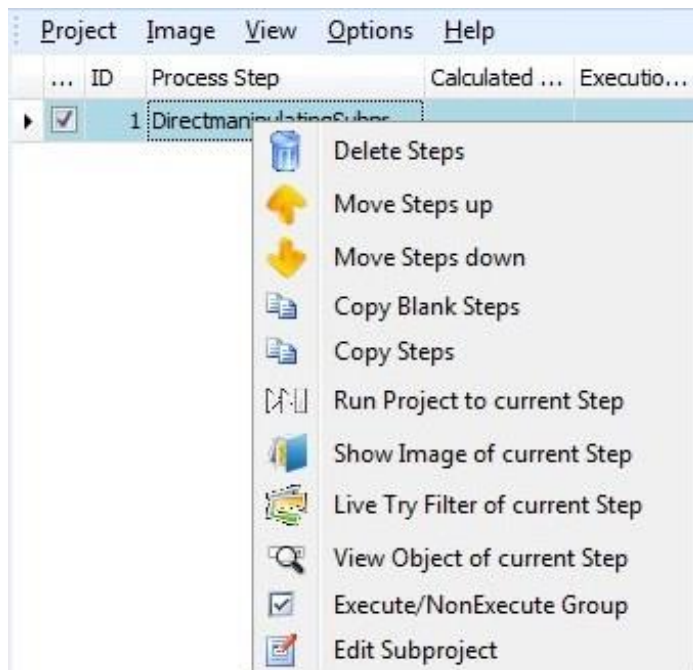 Project Image View Options Help
... ID Process Step Calculated ... Executio...
1 DirectmanipulatingSubpr
Delete Steps
Move Steps up
Move Steps down
Copy Blank Steps
Copy Steps
Run Project to current Step
Show Image of current Step
Live Try Filter of current Step
View Object of current Step
Execute/NonExecute Group
Edit Subproject